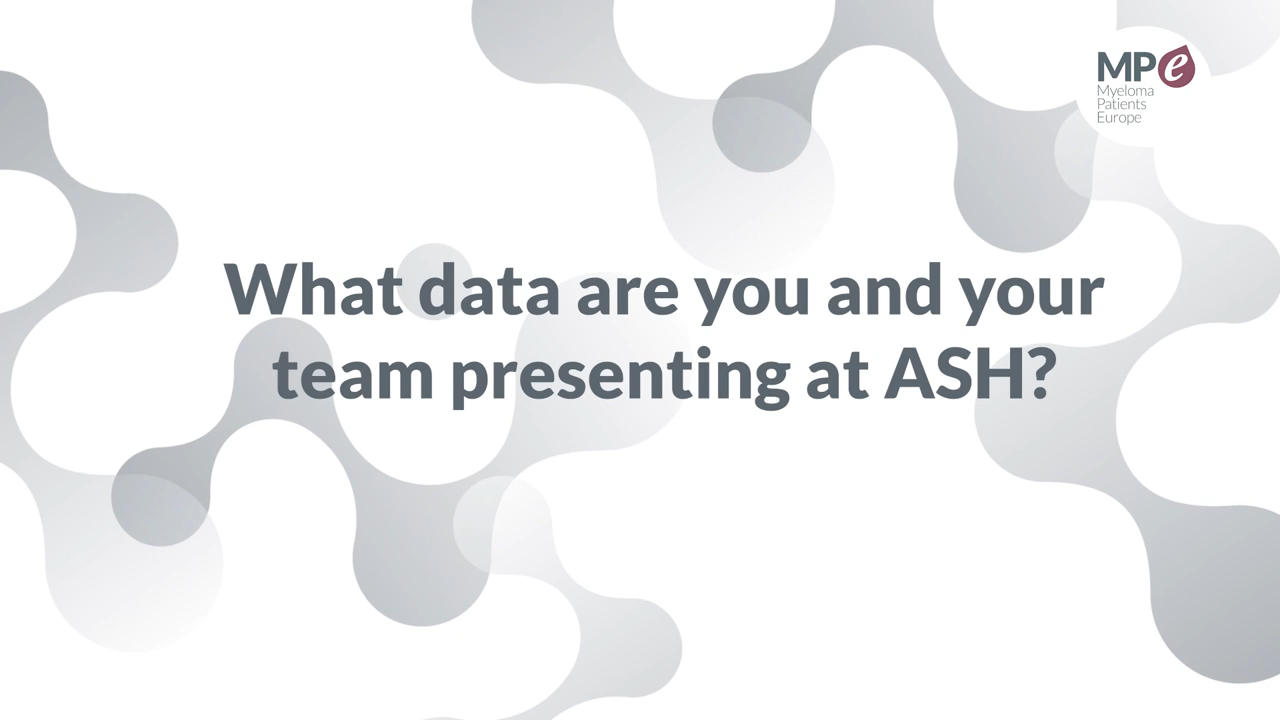 MPe
Myeloma
Patients
Europe
What data are you and your
team presenting at ASH?